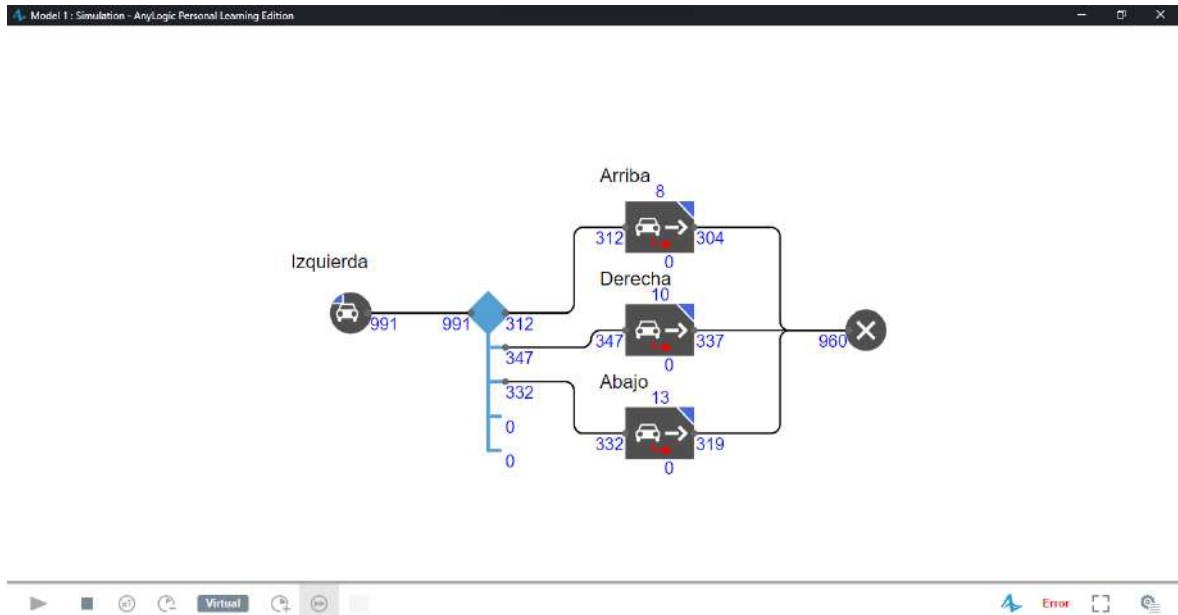 Model 1 : Simulation - AnyLogic Personal Learning Edition
Arriba
8
312 304
0
Izquierda
Derecha
10
991 991 312
347 337 960
347
0
Abajo
332
13
0
332 319
0
0
x1
Virtual
Error